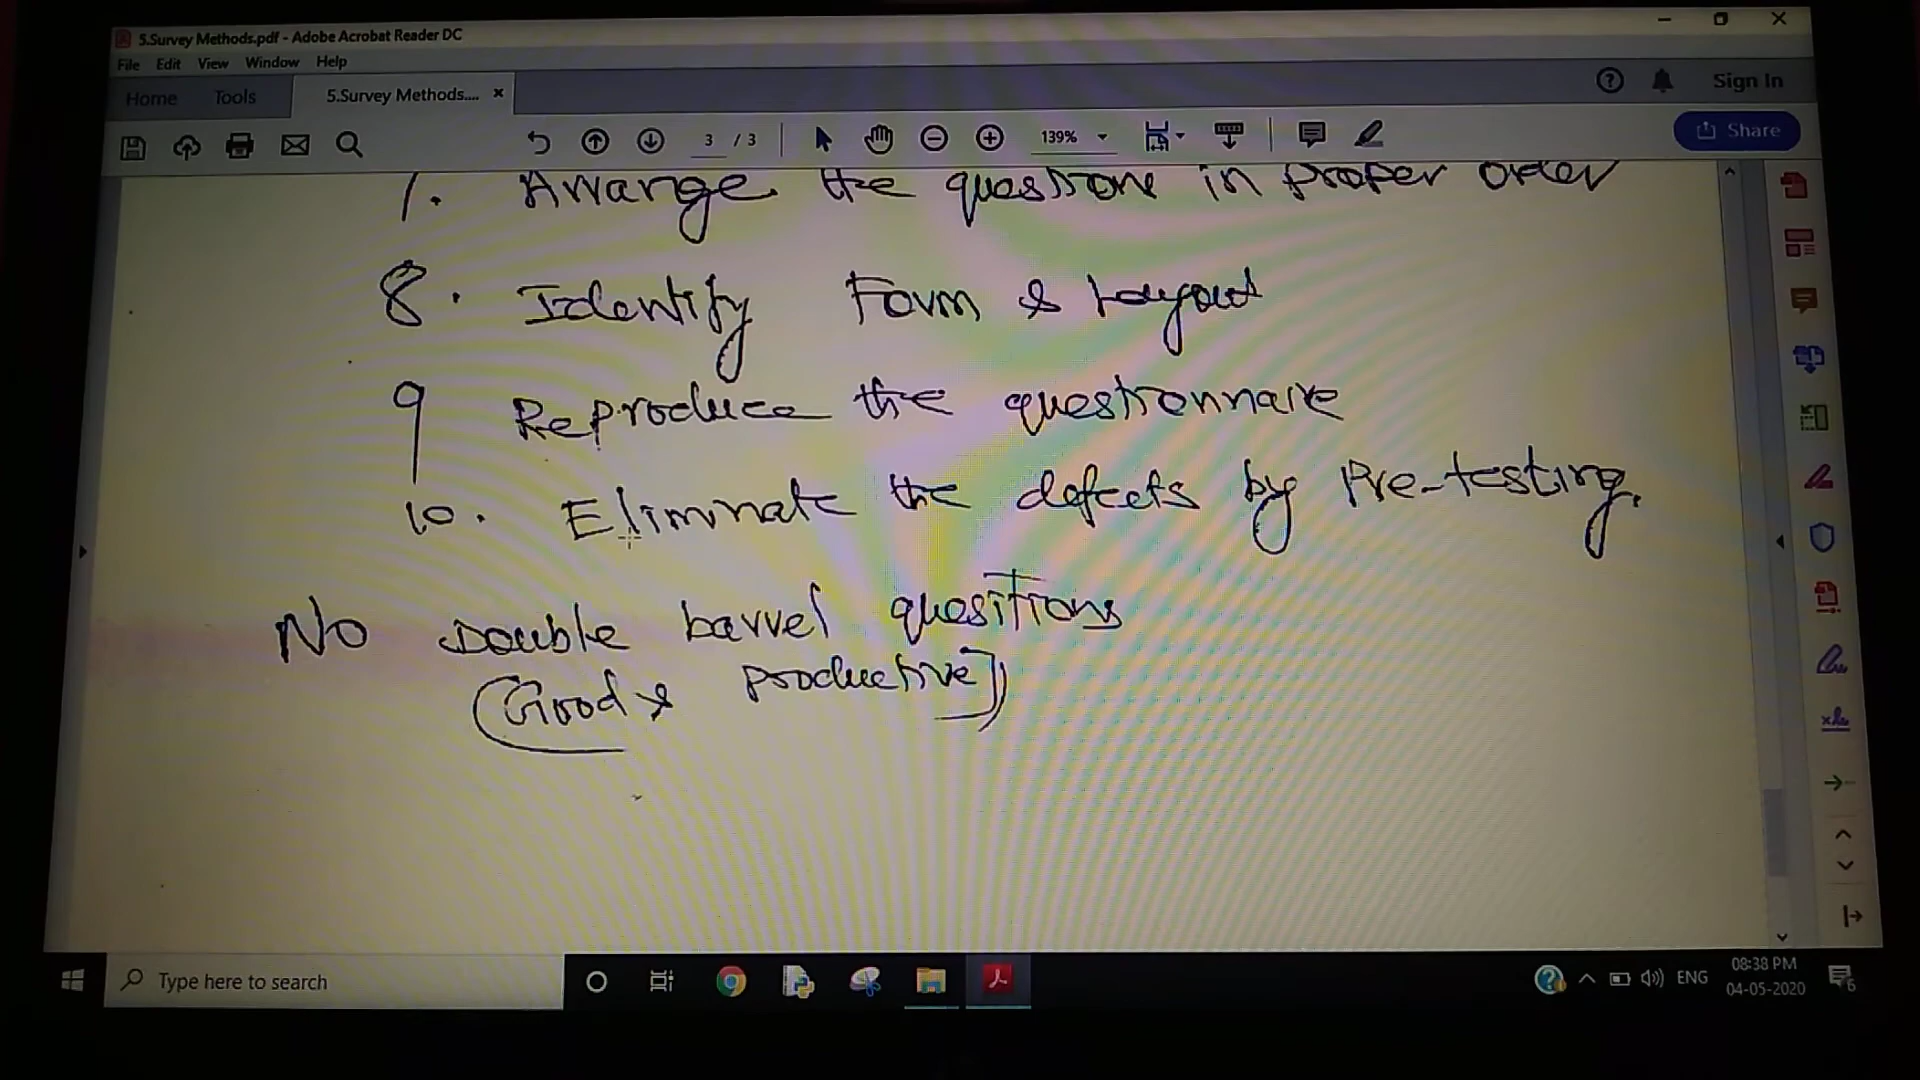 5.Survey Methods.pdf - Adobe Acrobat Reader DC
File Edit View Window Help
Home Tools 5.Survey Methods.... × Sign In
3 / 3 139% Share
7. Arrange the questions in proper order
8. Identify Form & Layout
9 Reproduce the questionnaire
10. Eliminate the defects by Pre-testing.
No Double barrel quesitions
(Good & productive)
Type here to search
ENG 08:38 PM
04-05-2020 6